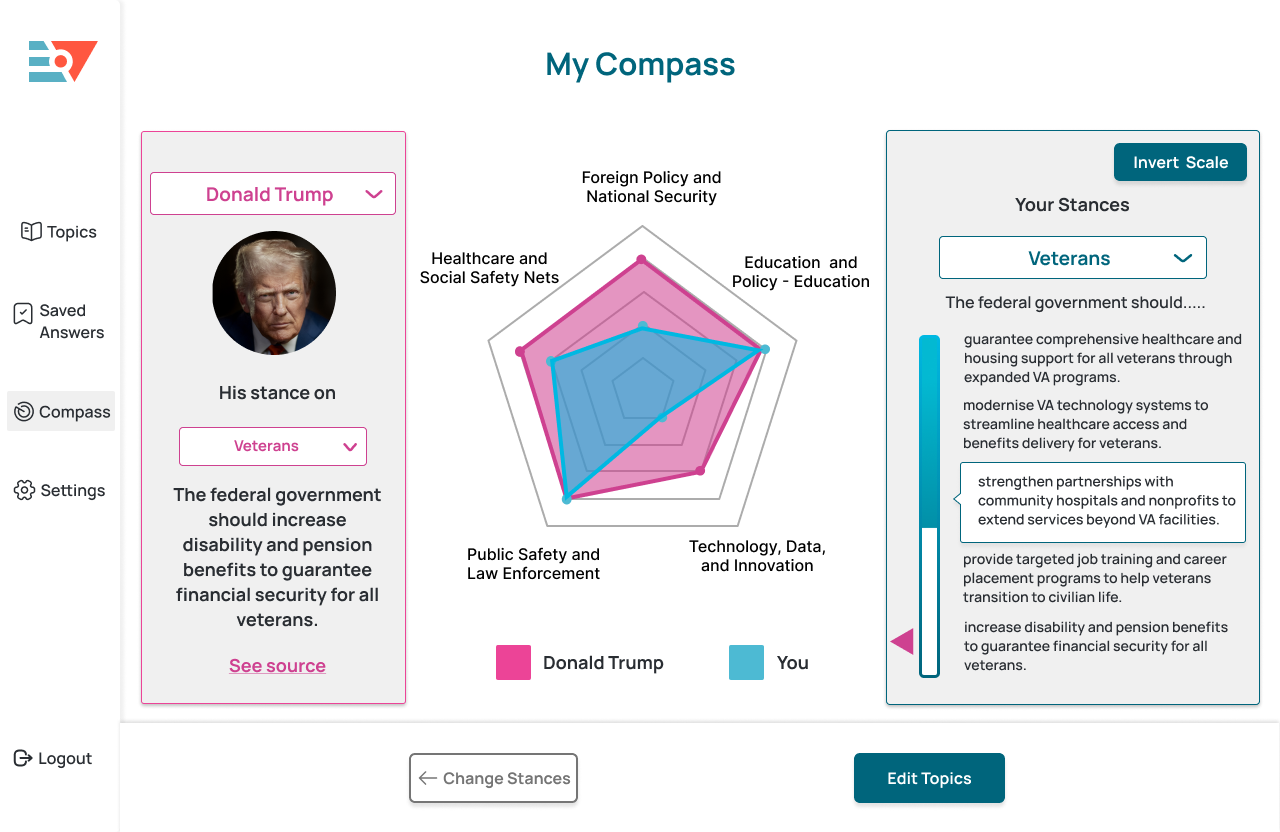 My Compass
Topics
Saved
Answers
Compass
Settings
Logout
Donald Trump
His stance on
Veterans
The federal government
should increase
disability and pension
benefits to guarantee
financial security for all
veterans.
See source
Foreign Policy and
National Security
Healthcare and
Social Safety Nets
Education and
Policy - Education
Public Safety and
Law Enforcement
Technology, Data,
and Innovation
Donald Trump
You
Invert Scale
Your Stances
Veterans
The federal government should.....
guarantee comprehensive healthcare and
housing support for all veterans through
expanded VA programs.
modernise VA technology systems to
streamline healthcare access and
benefits delivery for veterans.
strengthen partnerships with
community hospitals and nonprofits to
extend services beyond VA facilities.
provide targeted job training and career
placement programs to help veterans
transition to civilian life.
increase disability and pension benefits
to guarantee financial security for all
veterans.
Change Stances
Edit Topics